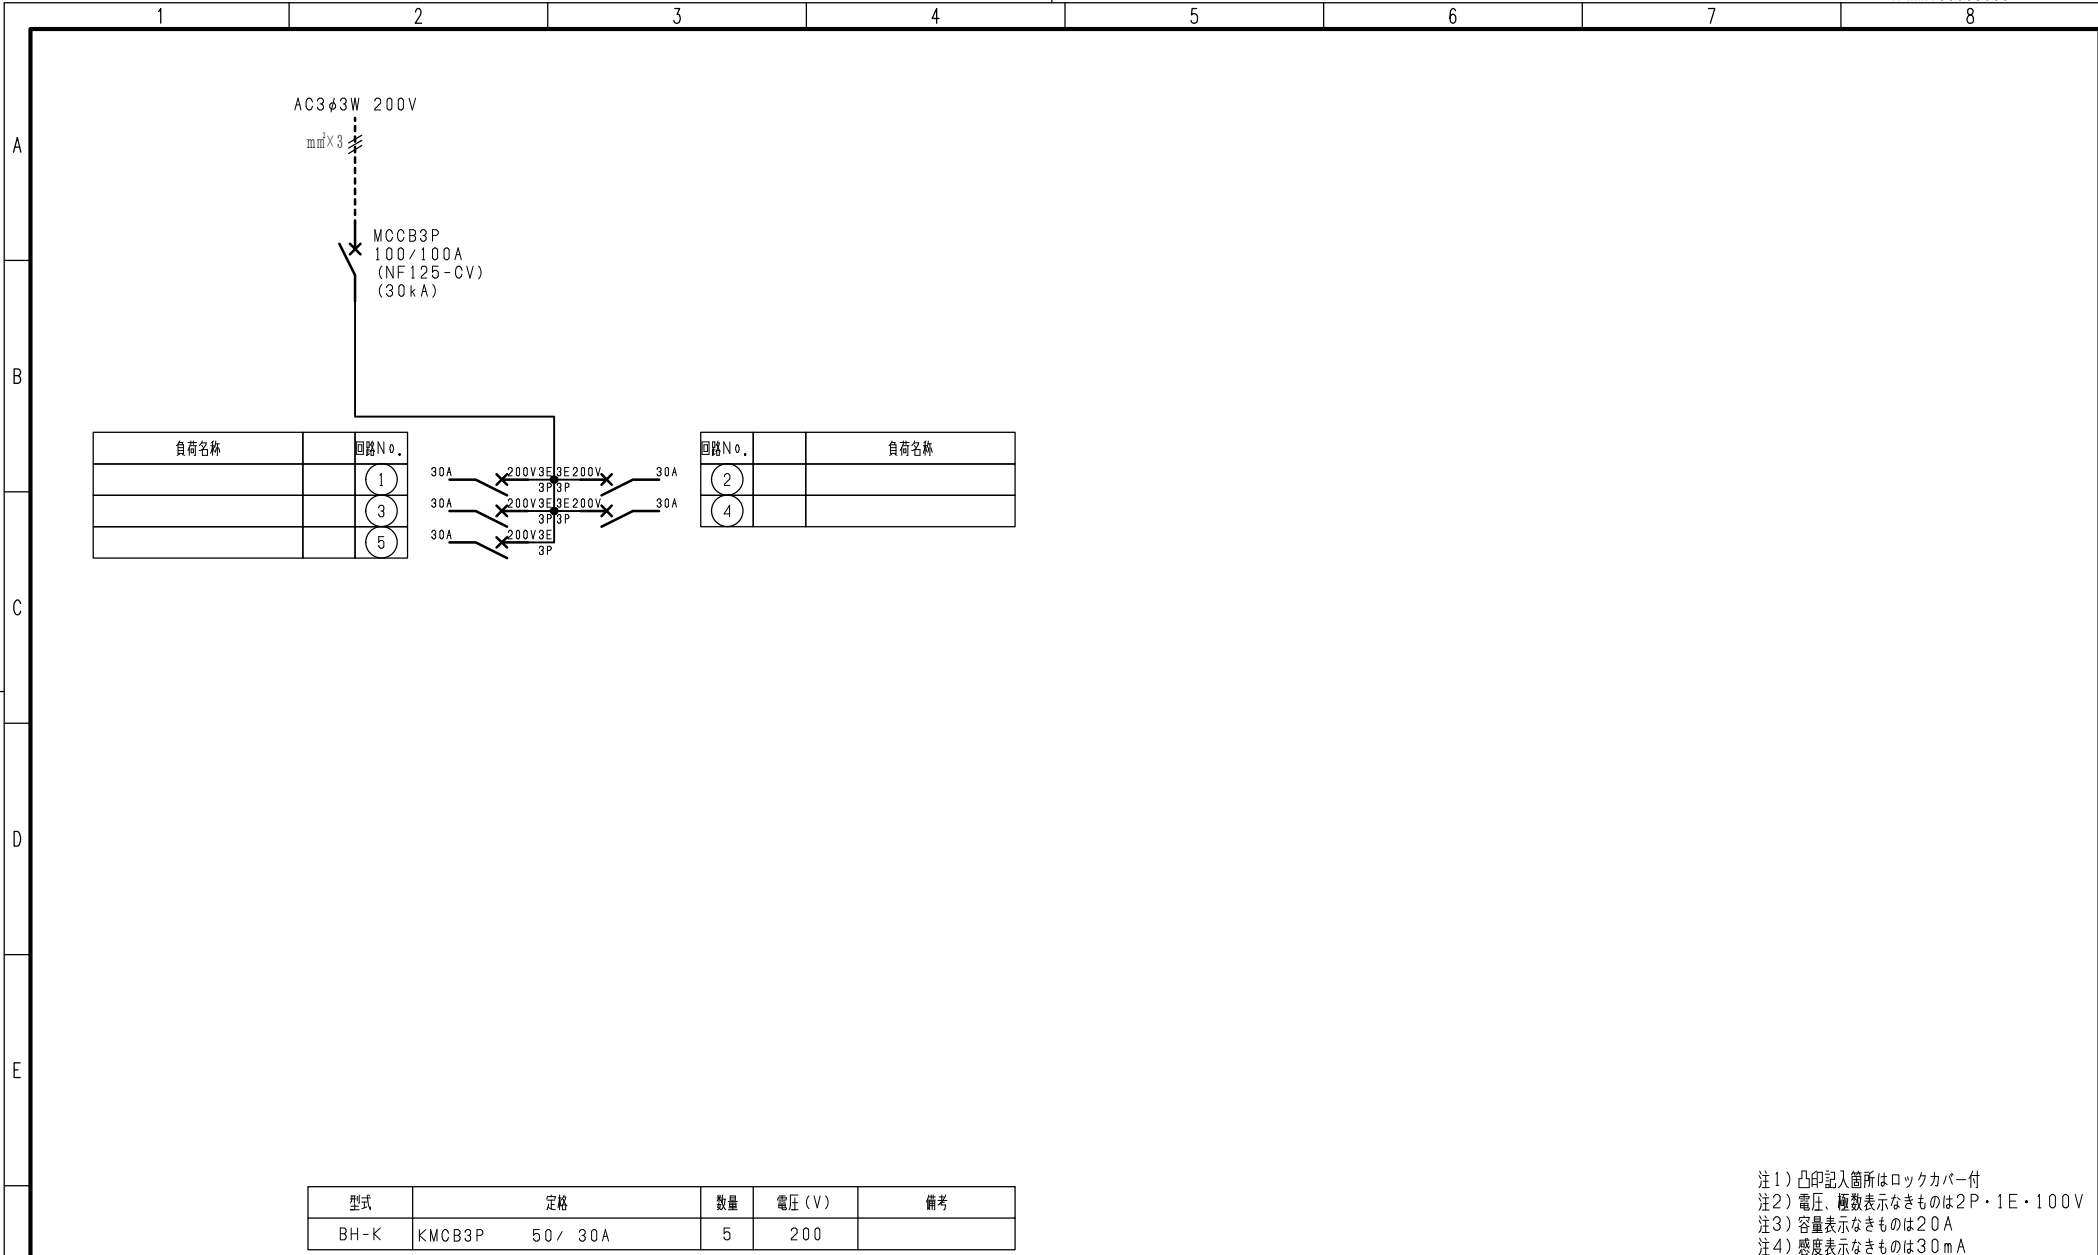 1 2 3 4 5 6 7 8
A
AC3φ3W 200V
mm²×3
MCCB3P
100/100A
(NF125-CV)
(30kA)
B
負荷名称 回路No.
1
3
5
30A 200V3E 3E200V 30A
3P 3P
30A 200V3E 3E200V 30A
3P 3P
30A 200V3E
3P
回路No. 負荷名称
2
4
C
D
E
型式 定格 数量 電圧(V) 備考
BH-K KMCB3P 50/ 30A 5 200
注1)凸印記入箇所はロックカバー付
注2)電圧、極数表示なきものは2P・1E・100V
注3)容量表示なきものは20A
注4)感度表示なきものは30mA